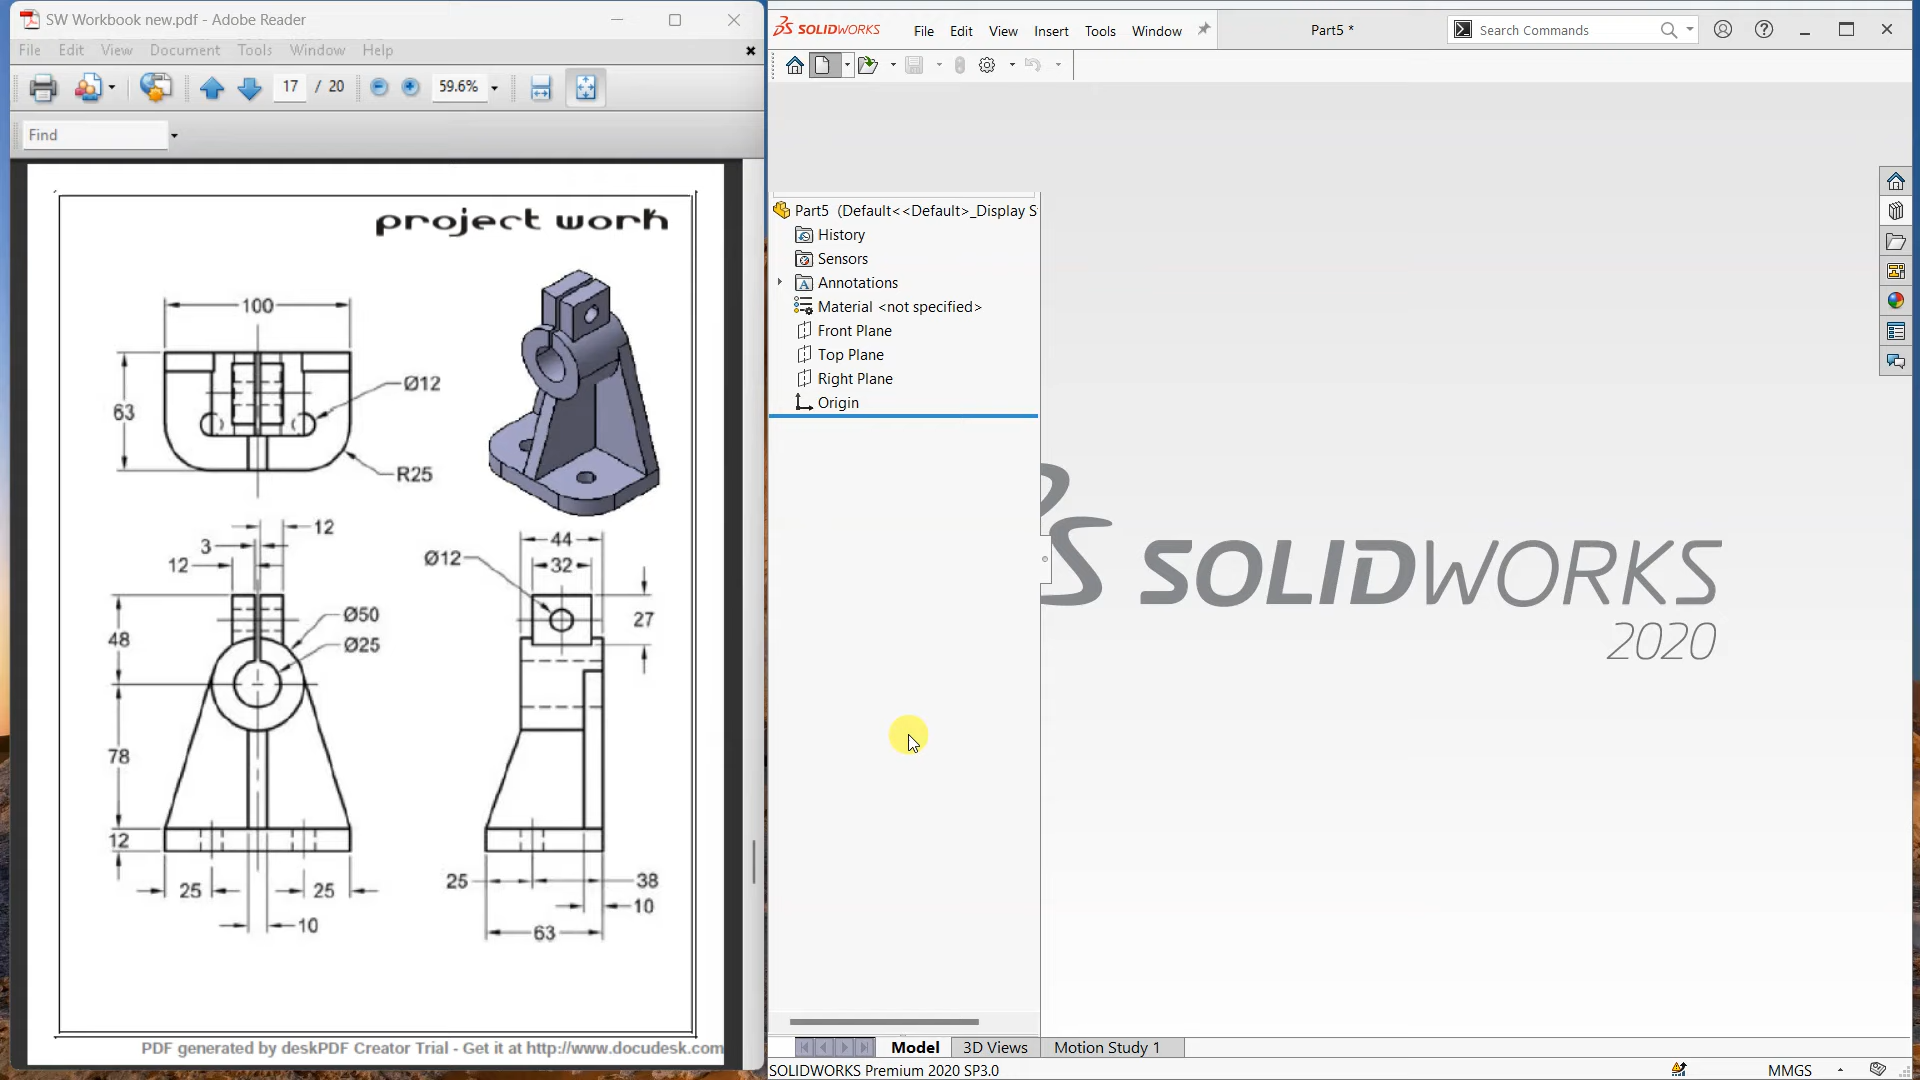 SW Workbook new.pdf - Adobe Reader
File Edit View Document Tools Window Help
17 / 20 59.6%
Find
project work
100
63
Ø12
R25
12
3
12
48
Ø50
Ø25
78
12
25 25
10
44
32
Ø12
27
25 38
10
63
PDF generated by deskPDF Creator Trial - Get it at http://www.docudesk.com
SOLIDWORKS File Edit View Insert Tools Window Part5 * Search Commands
Part5 (Default<<Default>_Display S
History
Sensors
Annotations
Material <not specified>
Front Plane
Top Plane
Right Plane
Origin
SOLIDWORKS
2020
Model 3D Views Motion Study 1
SOLIDWORKS Premium 2020 SP3.0 MMGS